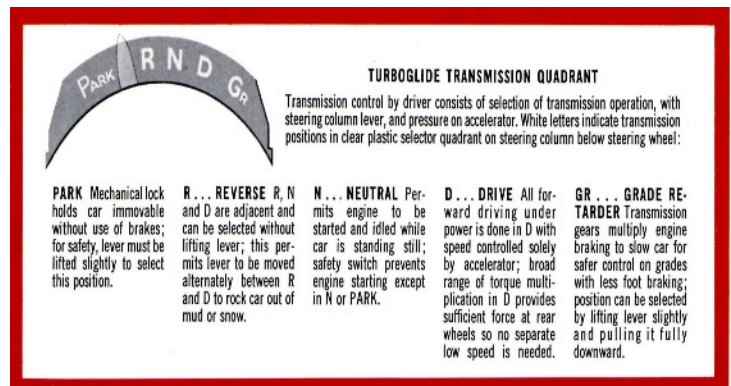 PARK R N D GR
TURBOGLIDE TRANSMISSION QUADRANT
Transmission control by driver consists of selection of transmission operation, with
steering column lever, and pressure on accelerator. White letters indicate transmission
positions in clear plastic selector quadrant on steering column below steering wheel:
PARK Mechanical lock
holds car immovable
without use of brakes;
for safety, lever must be
lifted slightly to select
this position.
R...REVERSE R, N
and D are adjacent and
can be selected without
lifting lever; this per-
mits lever to be moved
alternately between R
and D to rock car out of
mud or snow.
N...NEUTRAL Per-
mits engine to be
started and idled while
car is standing still;
safety switch prevents
engine starting except
in N or PARK.
D...DRIVE All for-
ward driving under
power is done in D with
speed controlled solely
by accelerator; broad
range of torque multi-
plication in D provides
sufficient force at rear
wheels so no separate
low speed is needed.
GR....GRADE RE-
TARDER Transmission
gears multiply engine
braking to slow car for
safer control on grades
with less foot braking;
position can be selected
by lifting lever slightly
and pulling it fully
downward.